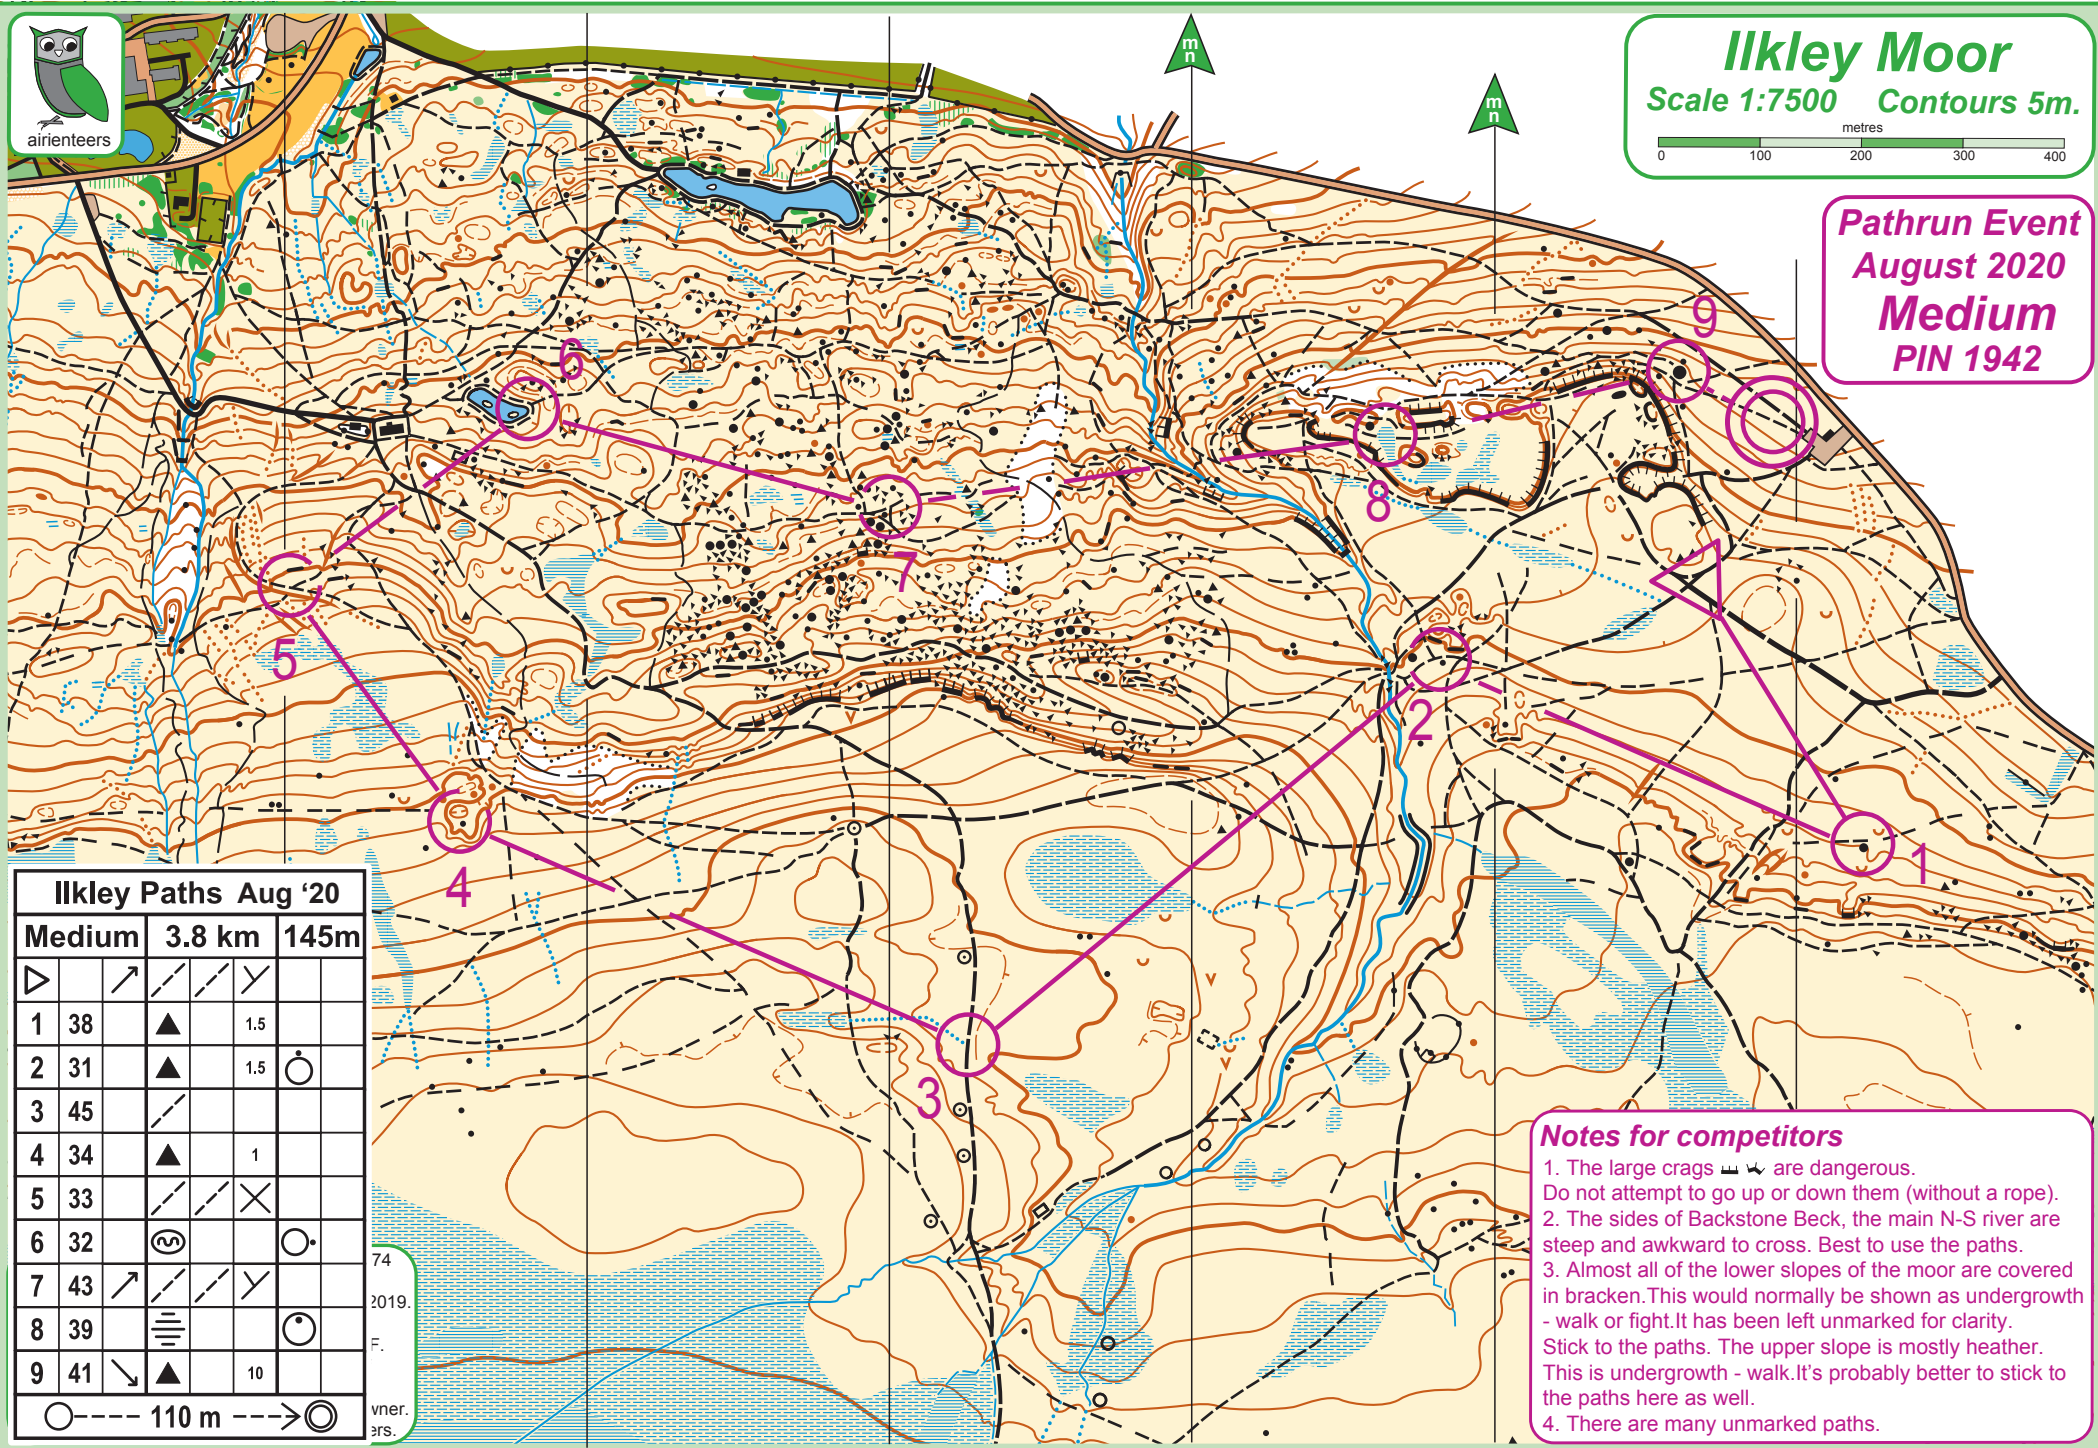 airienteers
m
n
m
n
Ilkley Moor
Scale 1:7500 Contours 5m.
metres
0 100 200 300 400
Pathrun Event
August 2020
Medium
PIN 1942
9
6
8
7
5
2
1
4
3
Ilkley Paths Aug ‘20
Medium 3.8 km 145m
1 38 1.5
2 31 1.5
3 45
4 34 1
5 33
6 32
7 43
8 39
9 41 10
110 m
74
2019.
F.
wner.
ers.
Notes for competitors
1. The large crags are dangerous.
Do not attempt to go up or down them (without a rope).
2. The sides of Backstone Beck, the main N-S river are
steep and awkward to cross. Best to use the paths.
3. Almost all of the lower slopes of the moor are covered
in bracken.This would normally be shown as undergrowth
- walk or fight.It has been left unmarked for clarity.
Stick to the paths. The upper slope is mostly heather.
This is undergrowth - walk.It’s probably better to stick to
the paths here as well.
4. There are many unmarked paths.